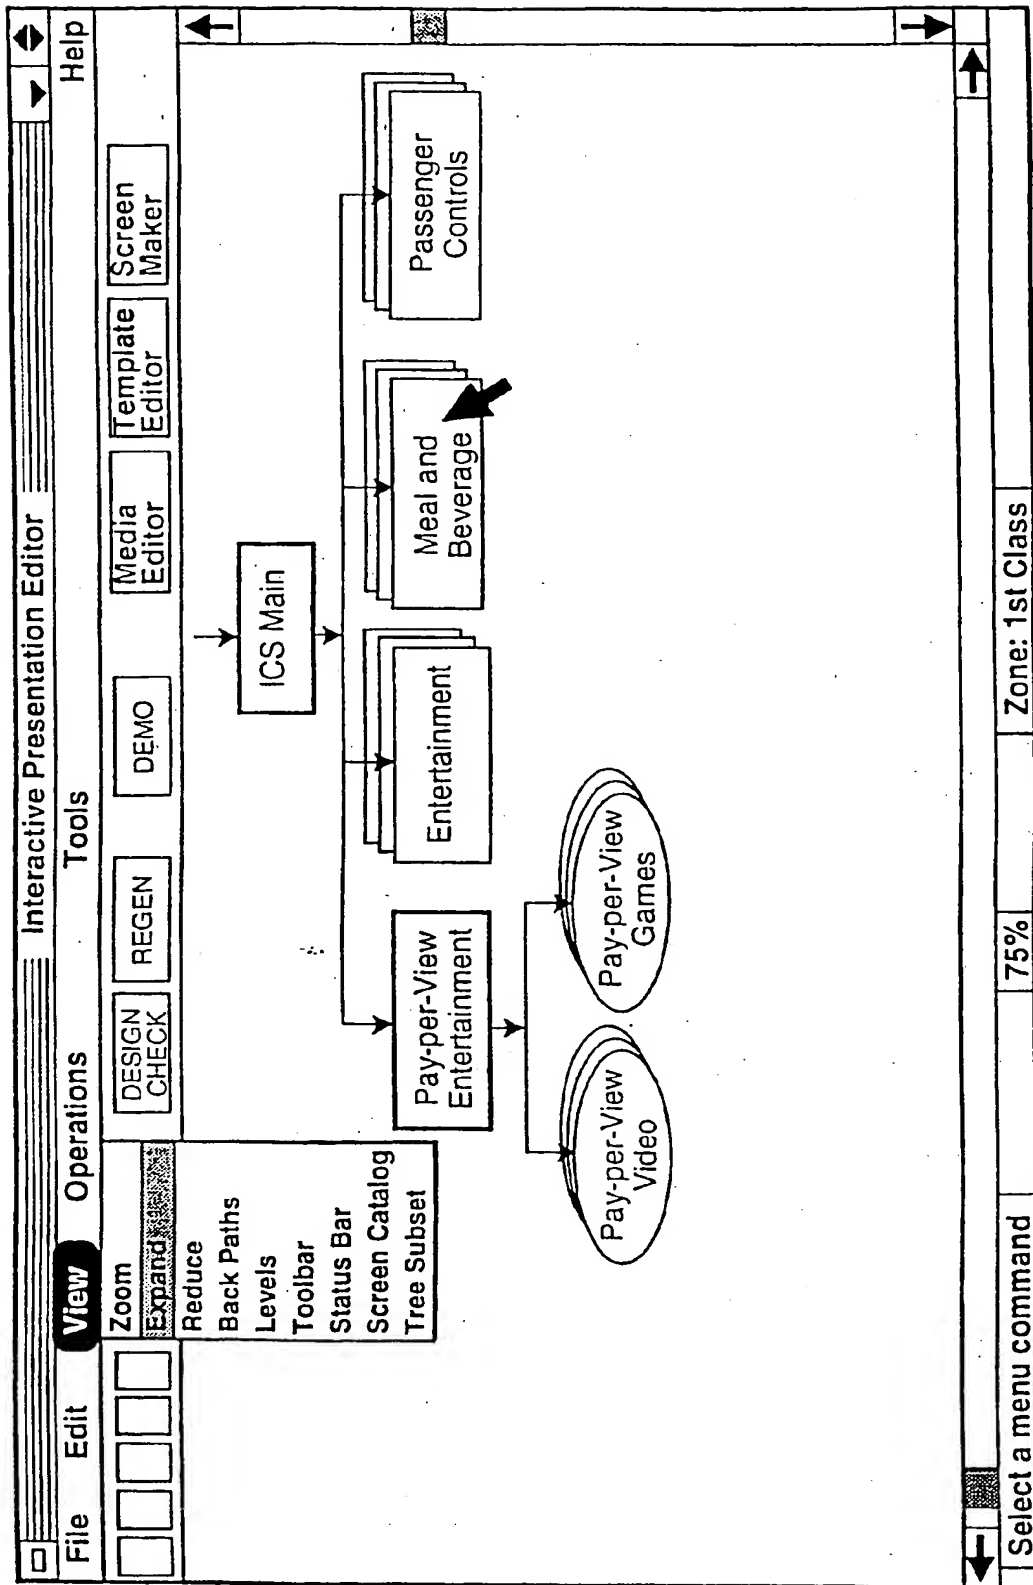 Interactive Presentation Editor
File Edit View Operations Tools Help
DESIGN
CHECK
REGEN
DEMO
Media
Editor
Template
Editor
Screen
Maker
Zoom
Expand
Reduce
Back Paths
Levels
Toolbar
Status Bar
Screen Catalog
Tree Subset
ICS Main
Pay-per-View
Entertainment
Entertainment
Meal and
Beverage
Passenger
Controls
Pay-per-View
Video
Pay-per-View
Games
Select a menu command
75%
Zone: 1st Class